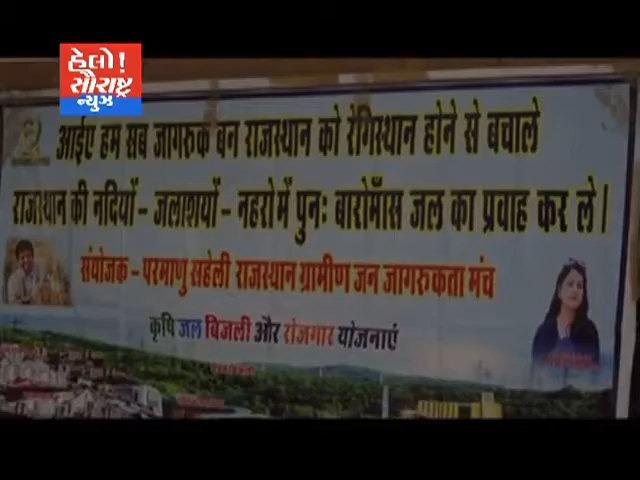 હેલો!
સૌરાષ્ટ્ર
ન્યુઝ
आईए हम सब जागरुक बन राजस्थान को रेगिस्थान होने से बचाले
राजस्थान की नदियों - जलाशयों - नहरो में पुनः बारोमाँस जल का प्रवाह कर ले।
संयोजक - परमाणु सहेली राजस्थान ग्रामीण जन जागरुकता मंच
कृषि जल बिजली और रोजगार योजनाएं